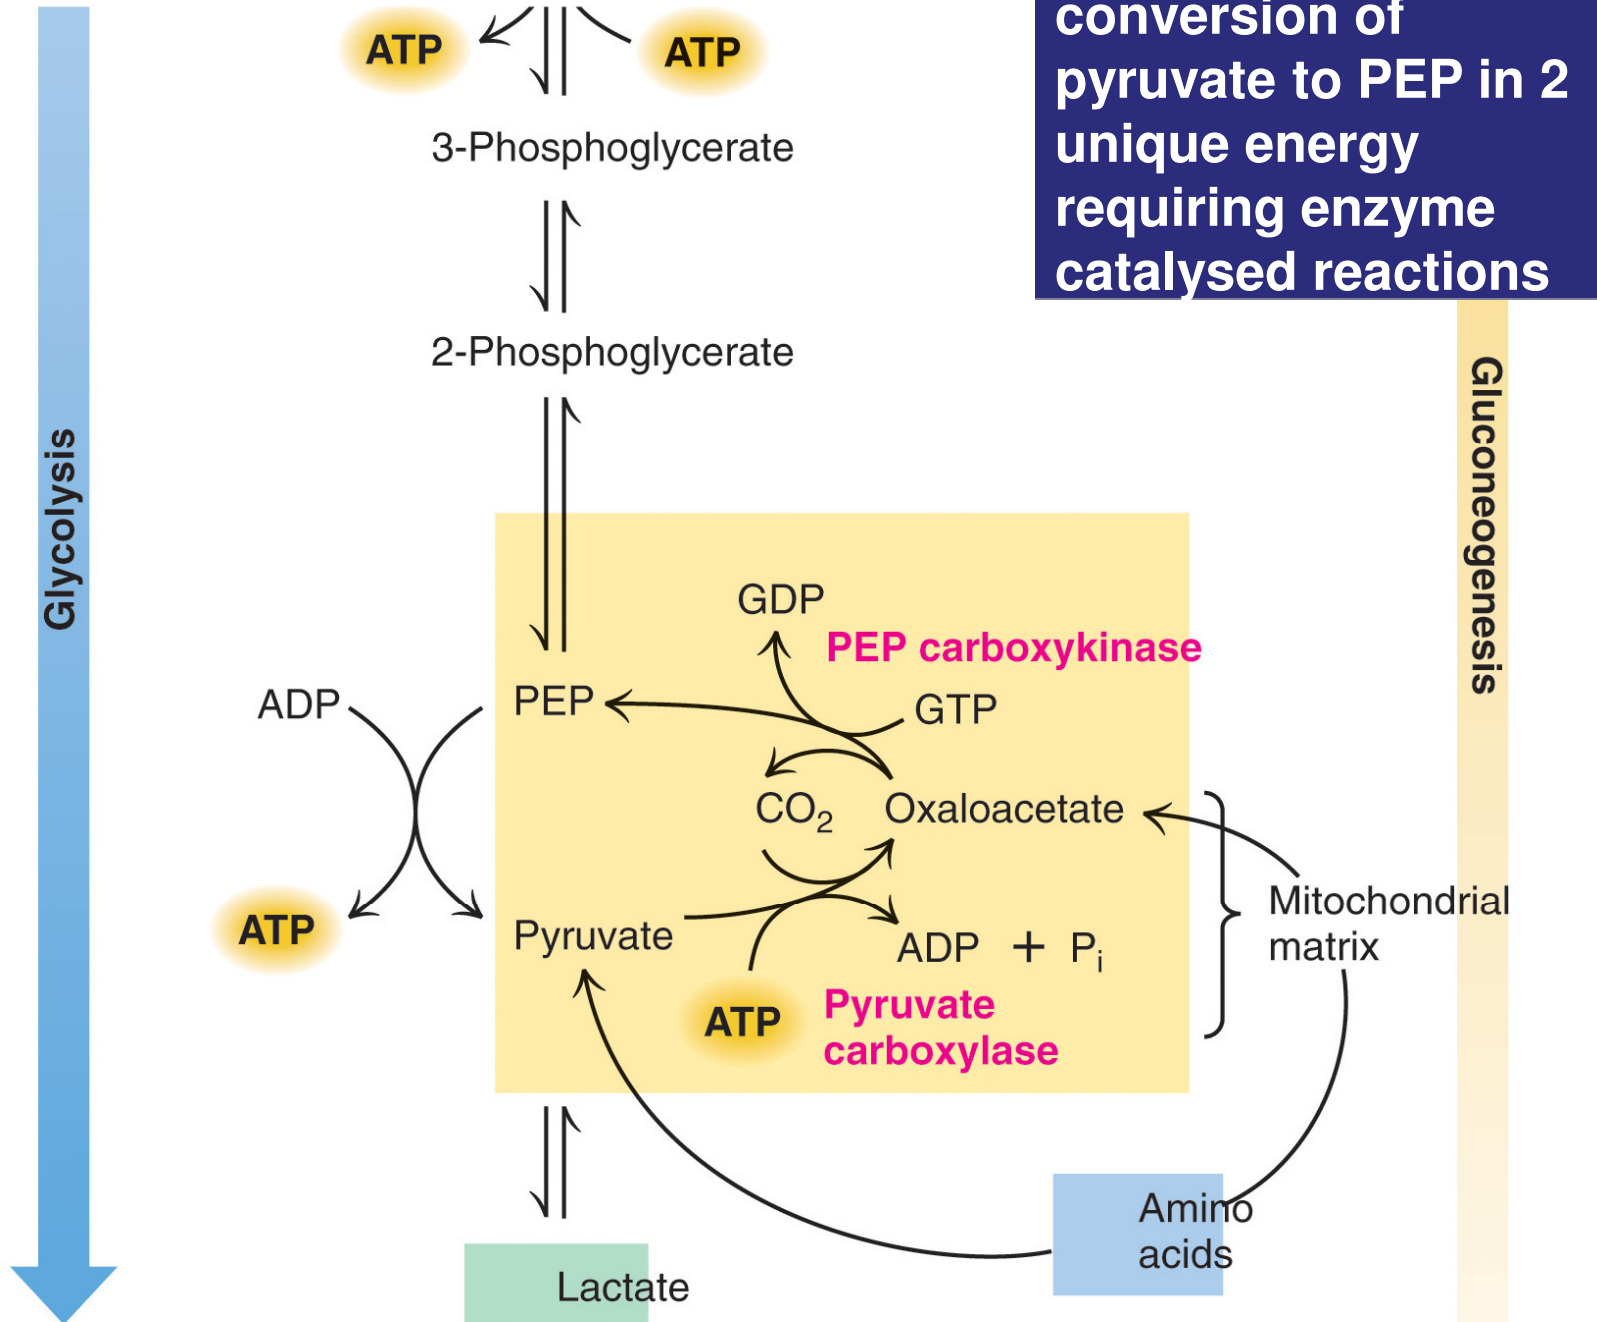 conversion of
pyruvate to PEP in 2
unique energy
requiring enzyme
catalysed reactions
ATP
ATP
3-Phosphoglycerate
2-Phosphoglycerate
Glycolysis
Gluconeogenesis
GDP
PEP carboxykinase
ADP
PEP
GTP
CO₂
Oxaloacetate
Mitochondrial
matrix
ATP
Pyruvate
ADP + Pᵢ
ATP
Pyruvate
carboxylase
Amino
acids
Lactate